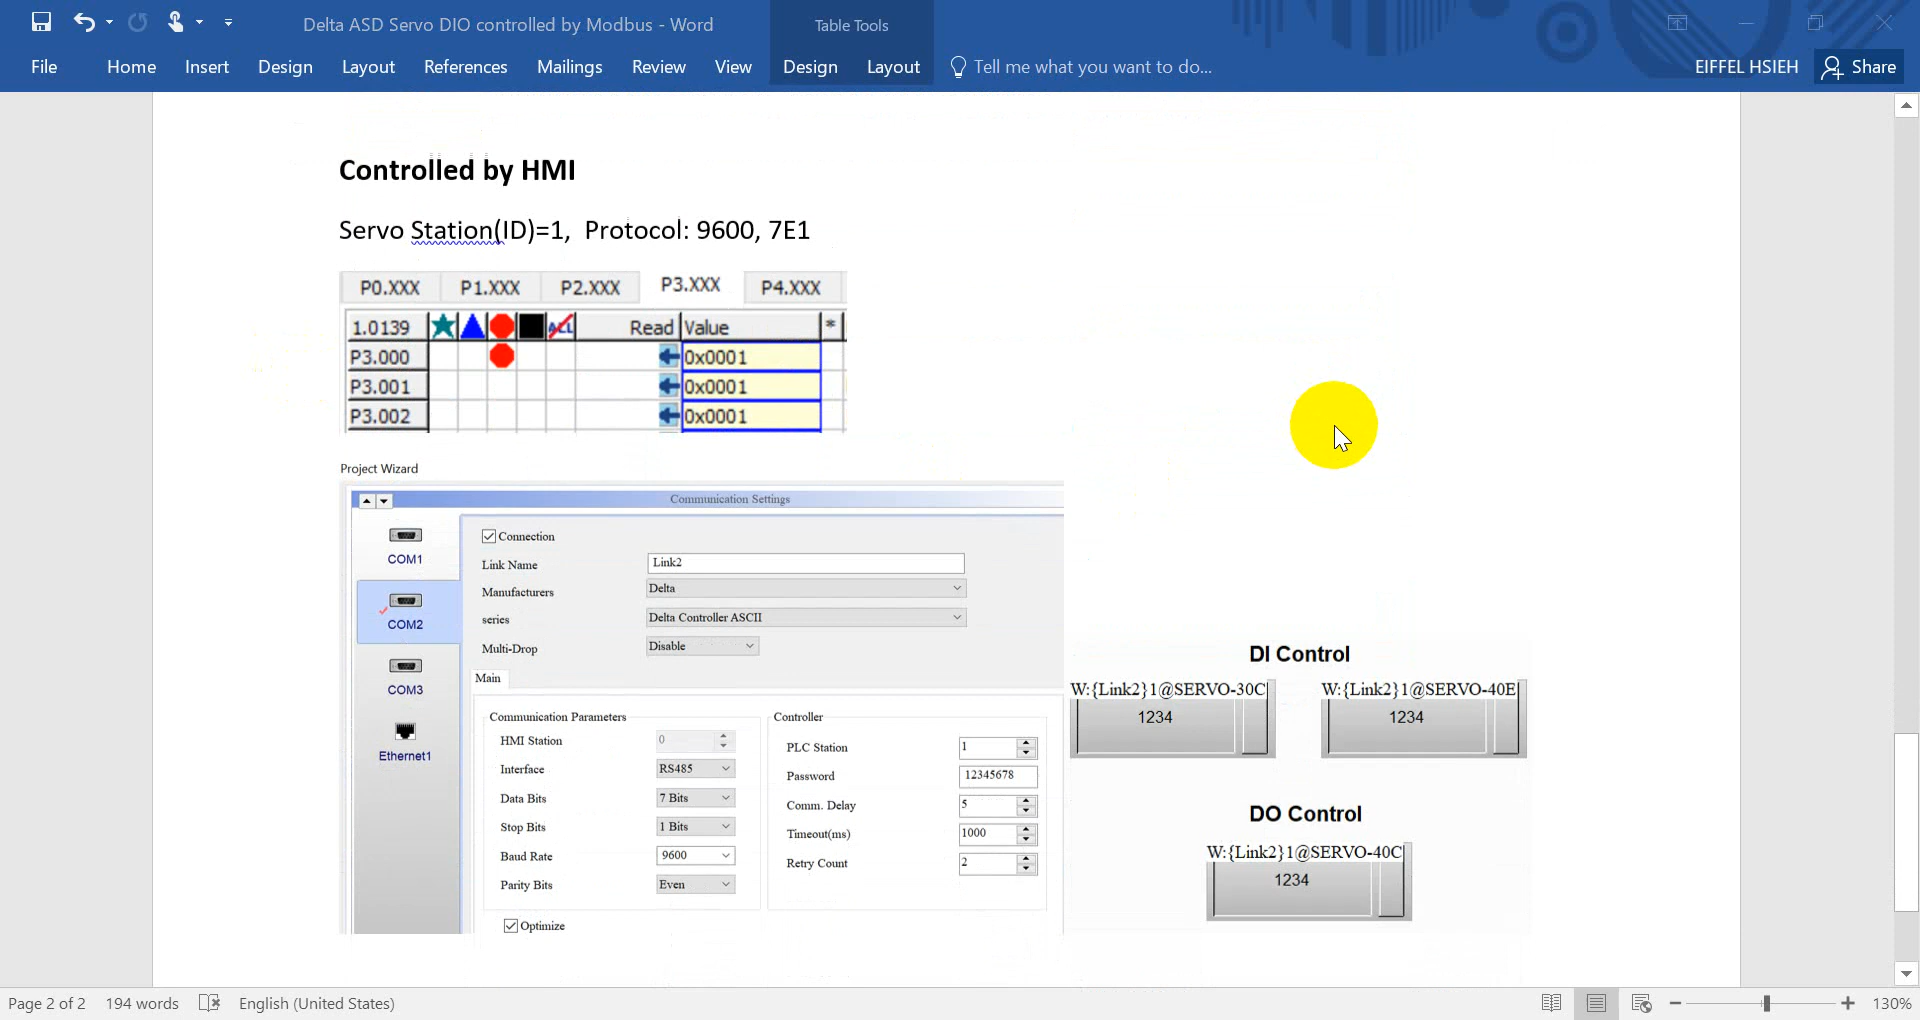 Delta ASD Servo DIO controlled by Modbus - Word
Table Tools
File Home Insert Design Layout References Mailings Review View Design Layout Tell me what you want to do... EIFFEL HSIEH Share
Controlled by HMI
Servo Station(ID)=1, Protocol: 9600, 7E1
P0.XXX P1.XXX P2.XXX P3.XXX P4.XXX
1.0139 ALL Read Value *
P3.000 0x0001
P3.001 0x0001
P3.002 0x0001
Project Wizard
Communication Settings
COM1
COM2
COM3
Ethernet1
Connection
Link Name Link2
Manufacturers Delta
series Delta Controller ASCII
Multi-Drop Disable
Main
Communication Parameters
HMI Station 0
Interface RS485
Data Bits 7 Bits
Stop Bits 1 Bits
Baud Rate 9600
Parity Bits Even
Optimize
Controller
PLC Station 1
Password 12345678
Comm. Delay 5
Timeout(ms) 1000
Retry Count 2
DI Control
W:{Link2}1@SERVO-30C W:{Link2}1@SERVO-40E
1234 1234
DO Control
W:{Link2}1@SERVO-40C
1234
Page 2 of 2 194 words English (United States) 130%